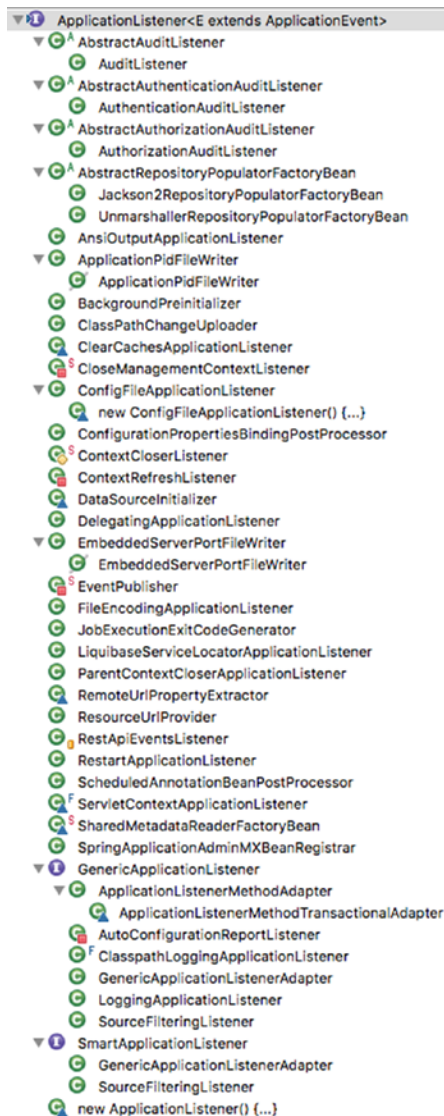 ApplicationListener<E extends ApplicationEvent>
AbstractAuditListener
AuditListener
AbstractAuthenticationAuditListener
AuthenticationAuditListener
AbstractAuthorizationAuditListener
AuthorizationAuditListener
AbstractRepositoryPopulatorFactoryBean
Jackson2RepositoryPopulatorFactoryBean
UnmarshallerRepositoryPopulatorFactoryBean
AnsiOutputApplicationListener
ApplicationPidFileWriter
ApplicationPidFileWriter
BackgroundPreinitializer
ClassPathChangeUploader
ClearCachesApplicationListener
CloseManagementContextListener
ConfigFileApplicationListener
new ConfigFileApplicationListener() {...}
ConfigurationPropertiesBindingPostProcessor
ContextCloserListener
ContextRefreshListener
DataSourceInitializer
DelegatingApplicationListener
EmbeddedServerPortFileWriter
EmbeddedServerPortFileWriter
EventPublisher
FileEncodingApplicationListener
JobExecutionExitCodeGenerator
LiquibaseServiceLocatorApplicationListener
ParentContextCloserApplicationListener
RemoteUrlPropertyExtractor
ResourceUrlProvider
RestApiEventsListener
RestartApplicationListener
ScheduledAnnotationBeanPostProcessor
ServletContextApplicationListener
SharedMetadataReaderFactoryBean
SpringApplicationAdminMXBeanRegistrar
GenericApplicationListener
ApplicationListenerMethodAdapter
ApplicationListenerMethodTransactionalAdapter
AutoConfigurationReportListener
ClasspathLoggingApplicationListener
GenericApplicationListenerAdapter
LoggingApplicationListener
SourceFilteringListener
SmartApplicationListener
GenericApplicationListenerAdapter
SourceFilteringListener
new ApplicationListener() {...}